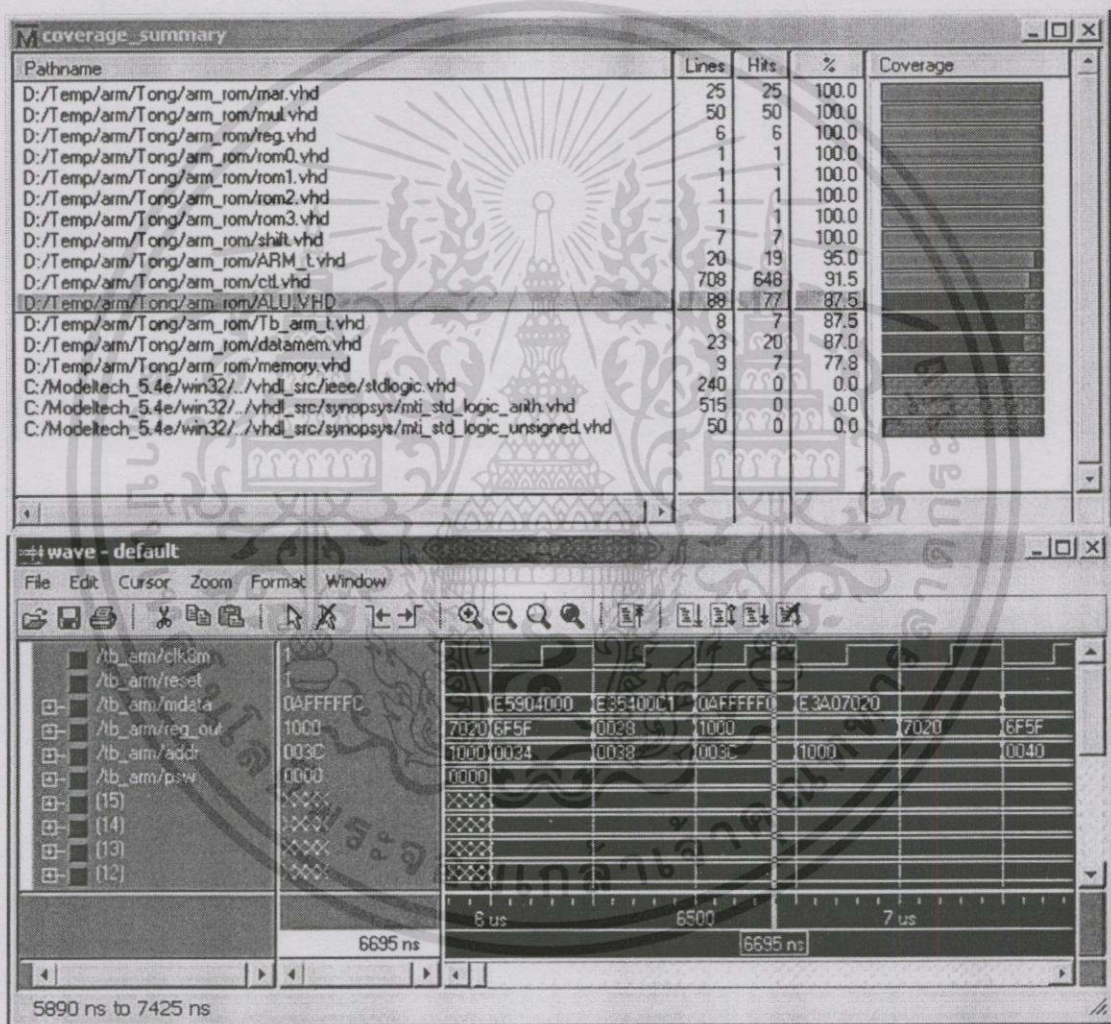 coverage_summary
Pathname Lines Hits % Coverage
D:/Temp/arm/Tong/arm_rom/mar.vhd 25 25 100.0
D:/Temp/arm/Tong/arm_rom/mul.vhd 50 50 100.0
D:/Temp/arm/Tong/arm_rom/reg.vhd 6 6 100.0
D:/Temp/arm/Tong/arm_rom/rom0.vhd 1 1 100.0
D:/Temp/arm/Tong/arm_rom/rom1.vhd 1 1 100.0
D:/Temp/arm/Tong/arm_rom/rom2.vhd 1 1 100.0
D:/Temp/arm/Tong/arm_rom/rom3.vhd 1 1 100.0
D:/Temp/arm/Tong/arm_rom/shift.vhd 7 7 100.0
D:/Temp/arm/Tong/arm_rom/ARM_t.vhd 20 19 95.0
D:/Temp/arm/Tong/arm_rom/ctl.vhd 708 648 91.5
D:/Temp/arm/Tong/arm_rom/ALU.VHD 88 77 87.5
D:/Temp/arm/Tong/arm_rom/Tb_arm_t.vhd 8 7 87.5
D:/Temp/arm/Tong/arm_rom/datamem.vhd 23 20 87.0
D:/Temp/arm/Tong/arm_rom/memory.vhd 9 7 77.8
C:/Modeltech_5.4e/win32/../vhdl_src/ieee/stdlogic.vhd 240 0 0.0
C:/Modeltech_5.4e/win32/../vhdl_src/synopsys/mti_std_logic_arith.vhd 515 0 0.0
C:/Modeltech_5.4e/win32/../vhdl_src/synopsys/mti_std_logic_unsigned.vhd 50 0 0.0
wave - default
File Edit Cursor Zoom Format Window
/tb_arm/clk8m 1
/tb_arm/reset 1
/tb_arm/mdata 0AFFFFFC E5904000 E35400C1 0AFFFFF0 E3A07020
/tb_arm/reg_out 1000 7020 6F5F 0028 1000 7020 6F5F
/tb_arm/addr 003C 1000 0034 0038 003C 1000 0040
/tb_arm/psw 0000 0000
(15)
(14)
(13)
(12)
6 us 6500 7 us
6695 ns 6695 ns
5890 ns to 7425 ns